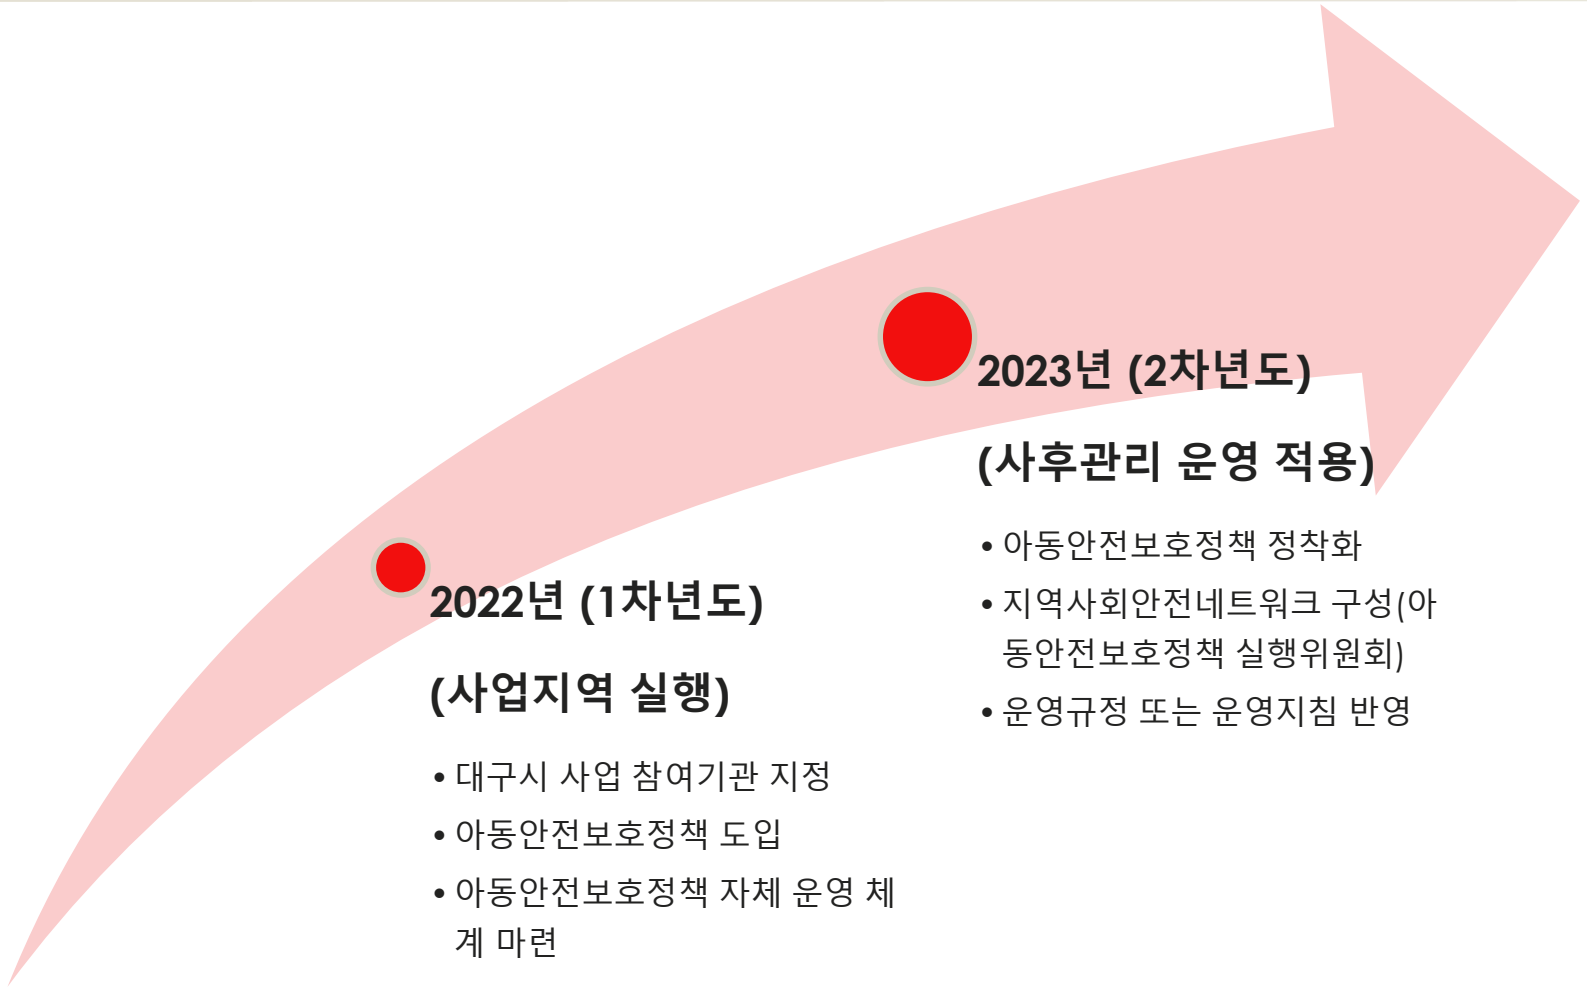 2022년 (1차년도)
(사업지역 실행)
• 대구시 사업 참여기관 지정
• 아동안전보호정책 도입
• 아동안전보호정책 자체 운영 체
계 마련
2023년 (2차년도)
(사후관리 운영 적용)
• 아동안전보호정책 정착화
• 지역사회안전네트워크 구성(아
동안전보호정책 실행위원회)
• 운영규정 또는 운영지침 반영